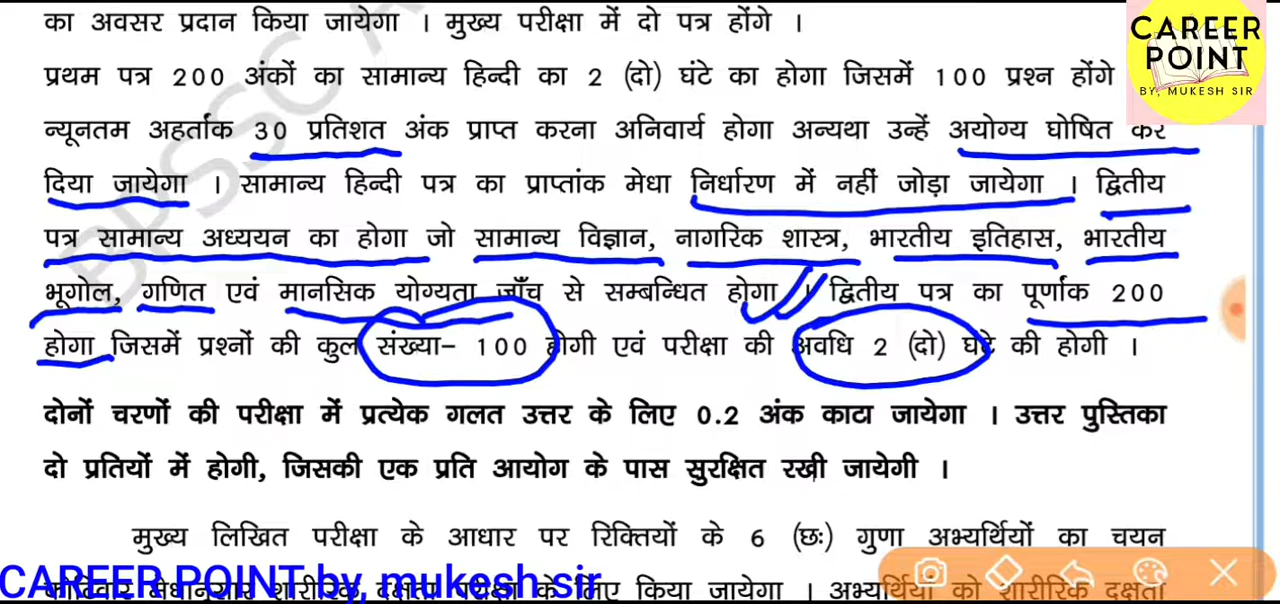 का अवसर प्रदान किया जायेगा । मुख्य परीक्षा में दो पत्र होंगे ।
प्रथम पत्र 200 अंकों का सामान्य हिन्दी का 2 (दो) घंटे का होगा जिसमें 100 प्रश्न होंगे
न्यूनतम अहर्तांक 30 प्रतिशत अंक प्राप्त करना अनिवार्य होगा अन्यथा उन्हें अयोग्य घोषित कर
दिया जायेगा । सामान्य हिन्दी पत्र का प्राप्तांक मेधा निर्धारण में नहीं जोड़ा जायेगा । द्वितीय
पत्र सामान्य अध्ययन का होगा जो सामान्य विज्ञान, नागरिक शास्त्र, भारतीय इतिहास, भारतीय
भूगोल, गणित एवं मानसिक योग्यता जाँच से सम्बन्धित होगा । द्वितीय पत्र का पूर्णांक 200
होगा जिसमें प्रश्नों की कुल संख्या– 100 होगी एवं परीक्षा की अवधि 2 (दो) घंटे की होगी ।
दोनों चरणों की परीक्षा में प्रत्येक गलत उत्तर के लिए 0.2 अंक काटा जायेगा । उत्तर पुस्तिका
दो प्रतियों में होगी, जिसकी एक प्रति आयोग के पास सुरक्षित रखी जायेगी ।
मुख्य लिखित परीक्षा के आधार पर रिक्तियों के 6 (छः) गुणा अभ्यर्थियों का चयन
शारीरिक दक्षता परीक्षा के लिए किया जायेगा । अभ्यर्थियों को शारीरिक दक्षता
CAREER POINT by, mukesh sir
CAREER
POINT
BY, MUKESH SIR
BPSSC